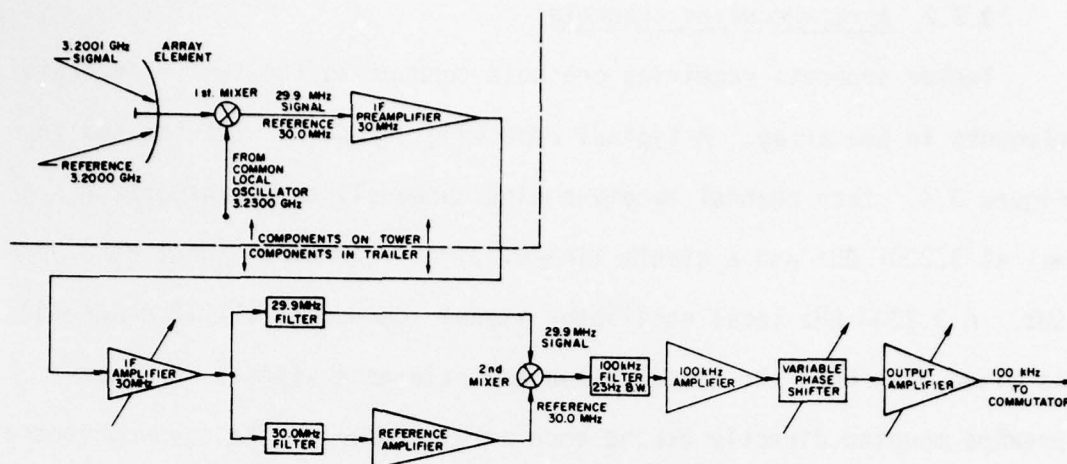 3.2001 GHz
SIGNAL
ARRAY
ELEMENT
REFERENCE
3.2000 GHz
1st. MIXER
29.9 MHz
SIGNAL
REFERENCE
30.0 MHz
IF
PREAMPLIFIER
30 MHz
FROM
COMMON
LOCAL
OSCILLATOR
3.2300 GHz
COMPONENTS ON TOWER
COMPONENTS IN TRAILER
IF
AMPLIFIER
30MHz
29.9MHz
FILTER
30.0MHz
FILTER
REFERENCE
AMPLIFIER
29.9 MHz
SIGNAL
2nd
MIXER
REFERENCE
30.0 MHz
100kHz
FILTER
23Hz B.W.
100kHz
AMPLIFIER
VARIABLE
PHASE
SHIFTER
OUTPUT
AMPLIFIER
100 kHz
TO
COMMUTATOR